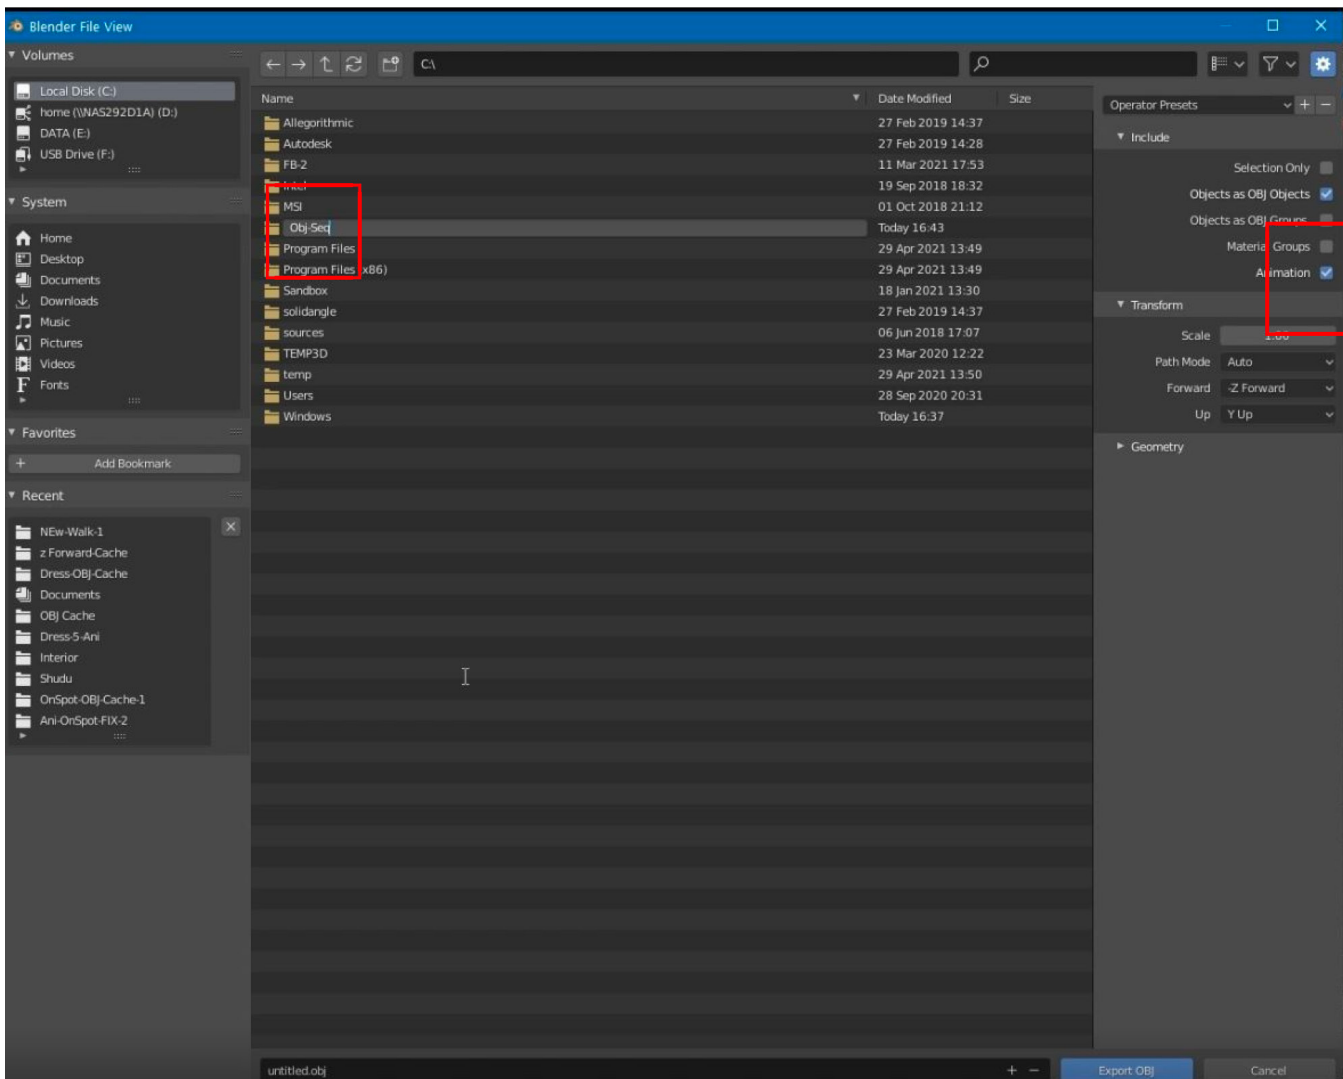 Blender File View
Volumes
Local Disk (C:)
home (\\NAS292D1A) (D:)
DATA (E:)
USB Drive (F:)
System
Home
Desktop
Documents
Downloads
Music
Pictures
Videos
Fonts
Favorites
Add Bookmark
Recent
NEw-Walk-1
z Forward-Cache
Dress-OBJ-Cache
Documents
OBJ Cache
Dress-5-Ani
Interior
Shudu
OnSpot-OBJ-Cache-1
Ani-OnSpot-FIX-2
C:\
Name Date Modified Size
Allegorithmic 27 Feb 2019 14:37
Autodesk 27 Feb 2019 14:28
FB-2 11 Mar 2021 17:53
Intel 19 Sep 2018 18:32
MSI 01 Oct 2018 21:12
Obj-Seq Today 16:43
Program Files 29 Apr 2021 13:49
Program Files (x86) 29 Apr 2021 13:49
Sandbox 18 Jan 2021 13:30
solidangle 27 Feb 2019 14:37
sources 06 Jun 2018 17:07
TEMP3D 23 Mar 2020 12:22
temp 29 Apr 2021 13:50
Users 28 Sep 2020 20:31
Windows Today 16:37
Operator Presets
Include
Selection Only
Objects as OBJ Objects
Objects as OBJ Groups
Material Groups
Animation
Transform
Scale 1.00
Path Mode Auto
Forward -Z Forward
Up Y Up
Geometry
untitled.obj
Export OBJ Cancel